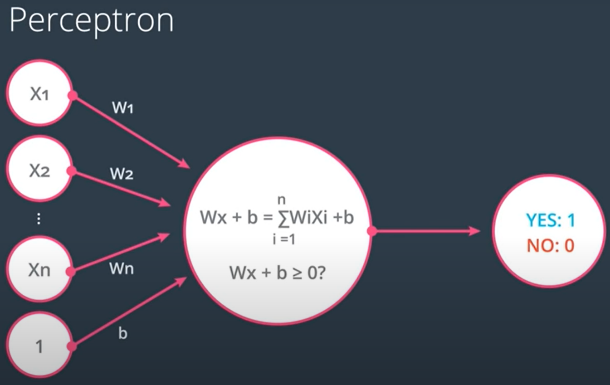 Perceptron
X1
W1
X2
W2
⋮
Xn
Wn
1
b
n
Wx + b = ∑WiXi +b
i =1
Wx + b ≥ 0?
YES: 1
NO: 0